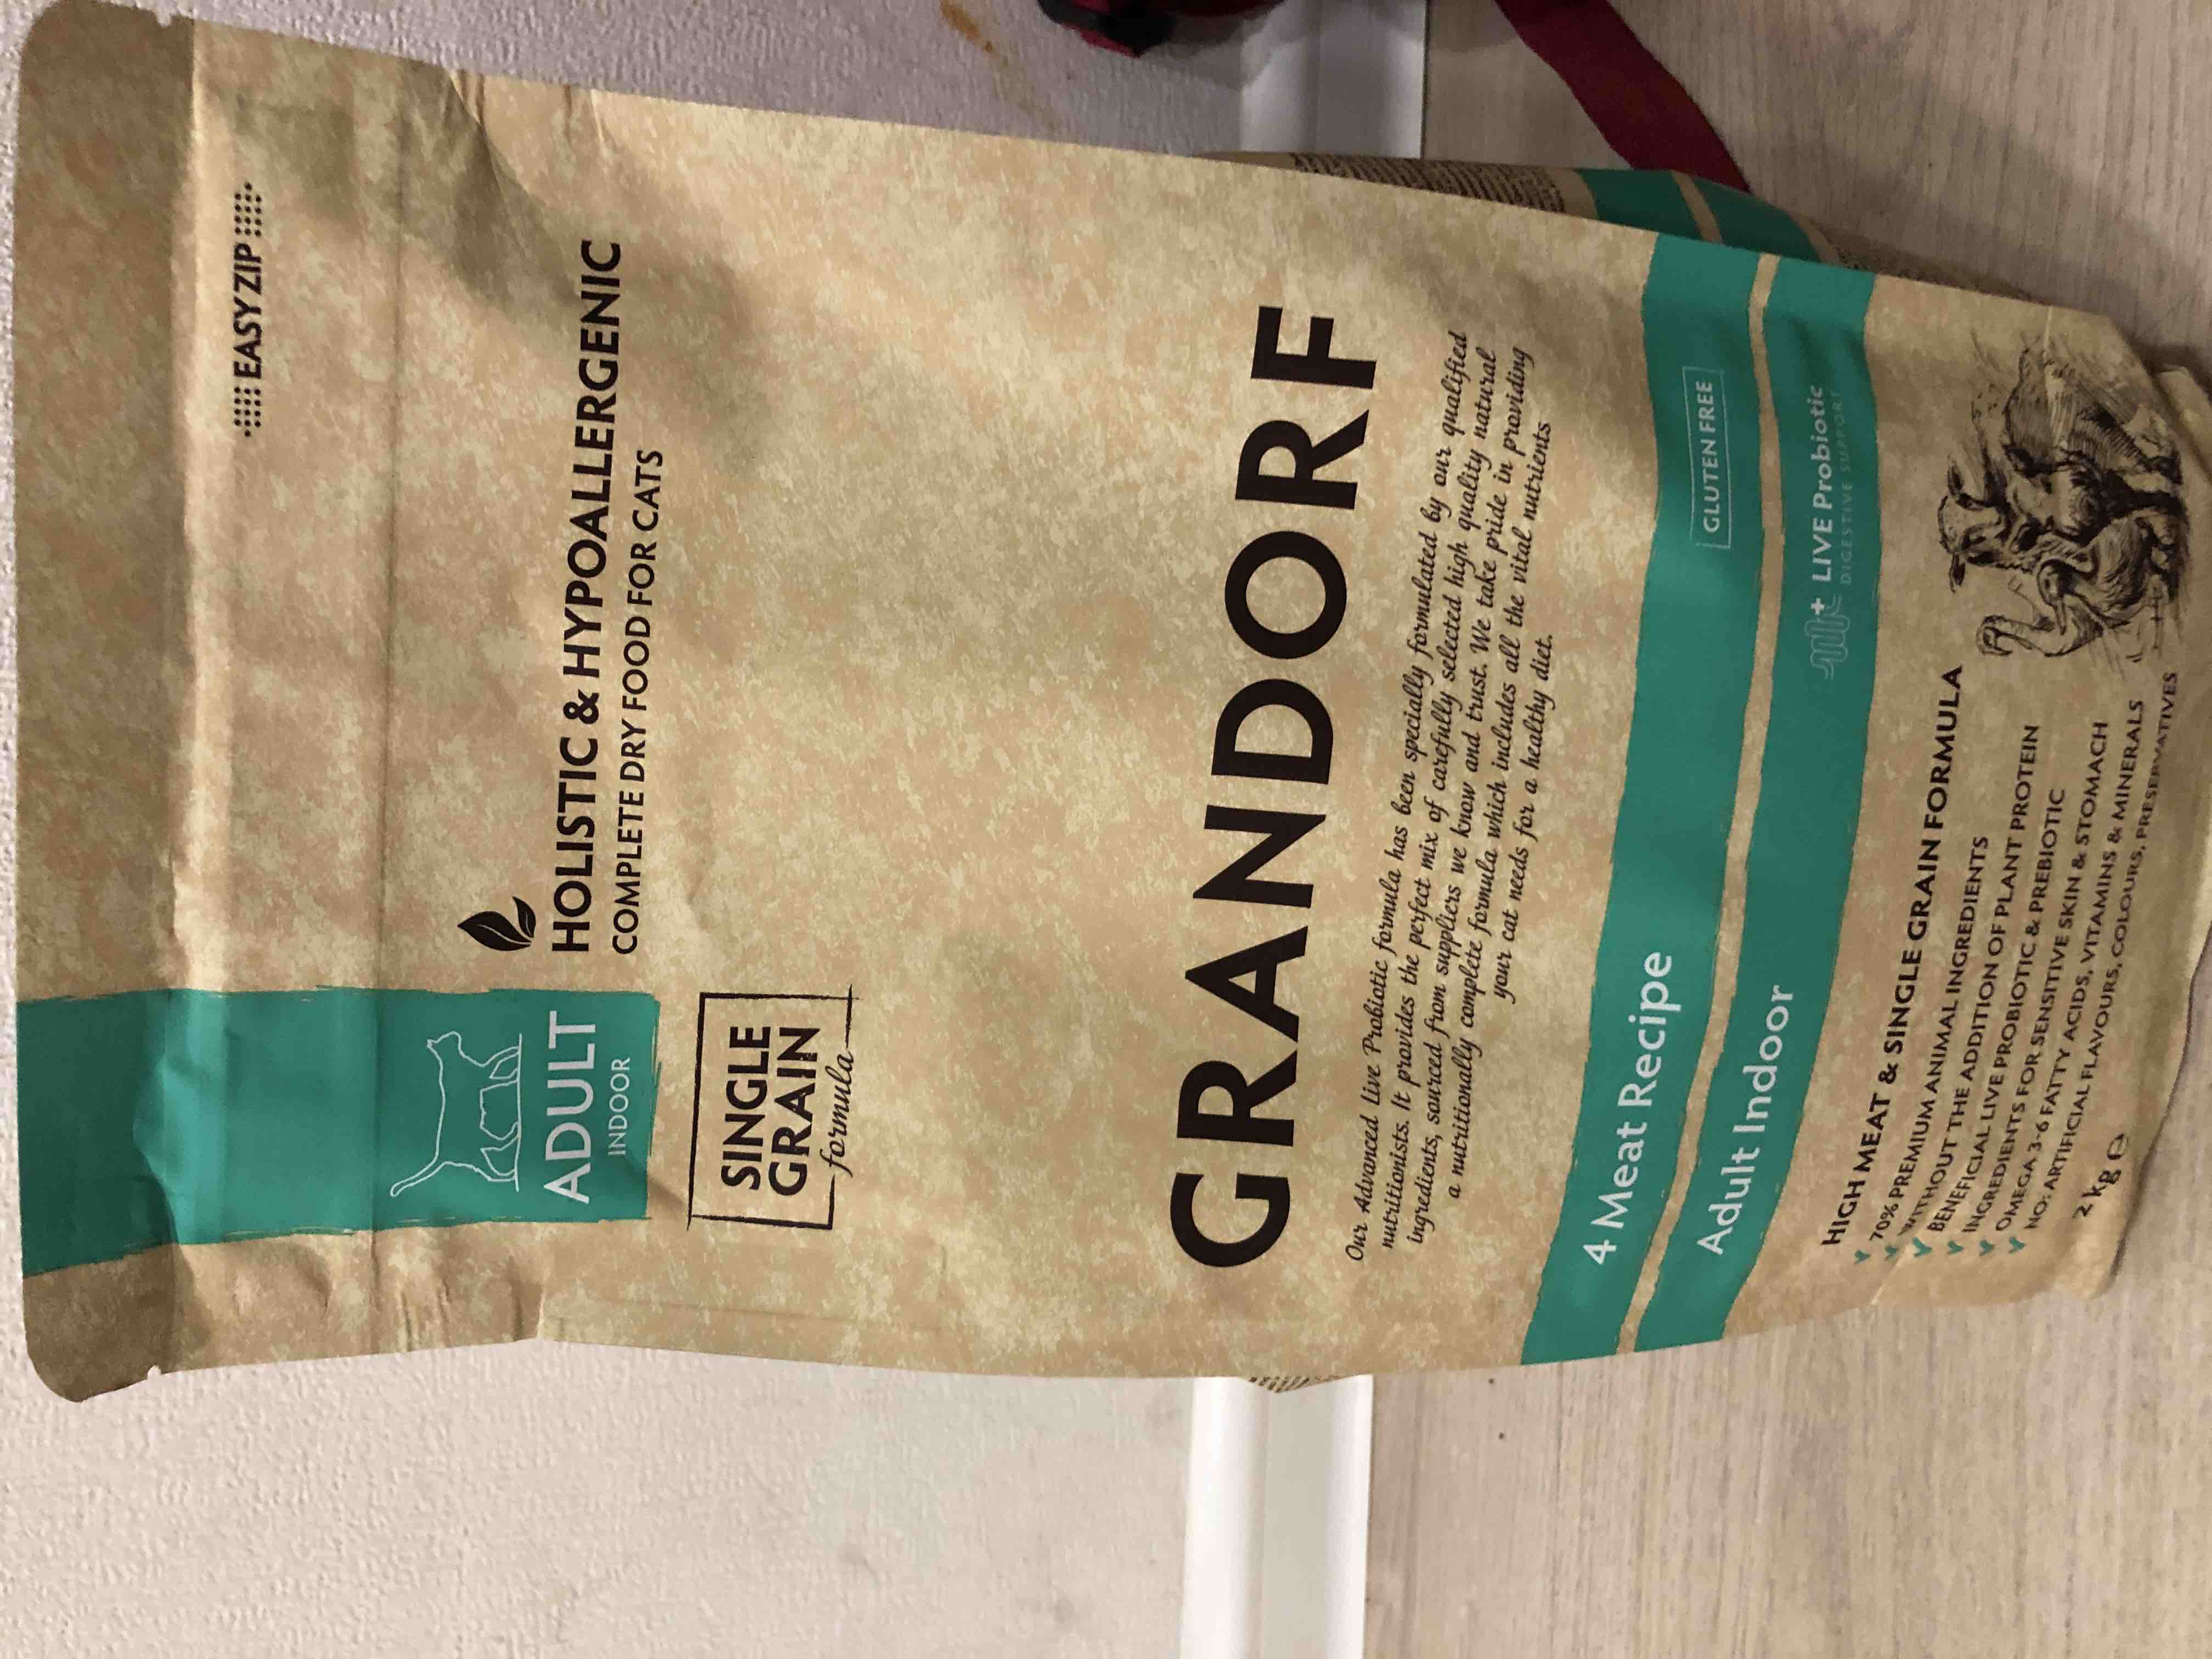 EASY ZIP
ADULT
INDOOR
HOLISTIC & HYPOALLERGENIC
COMPLETE DRY FOOD FOR CATS
SINGLE
GRAIN
formula
GRANDORF
Our Advanced Live Probiotic formula has been specially formulated by our qualified
nutritionists. It provides the perfect mix of carefully selected high quality natural
ingredients, sourced from suppliers we know and trust. We take pride in providing
a nutritionally complete formula which includes all the vital nutrients
your cat needs for a healthy diet.
4 Meat Recipe
GLUTEN FREE
Adult Indoor
LIVE Probiotic
DIGESTIVE SUPPORT
HIGH MEAT & SINGLE GRAIN FORMULA
70% PREMIUM ANIMAL INGREDIENTS
WITHOUT THE ADDITION OF PLANT PROTEIN
BENEFICIAL LIVE PROBIOTIC & PREBIOTIC
INGREDIENTS FOR SENSITIVE SKIN & STOMACH
OMEGA 3-6 FATTY ACIDS, VITAMINS & MINERALS
NO: ARTIFICIAL FLAVOURS, COLOURS, PRESERVATIVES
2 kg ℮